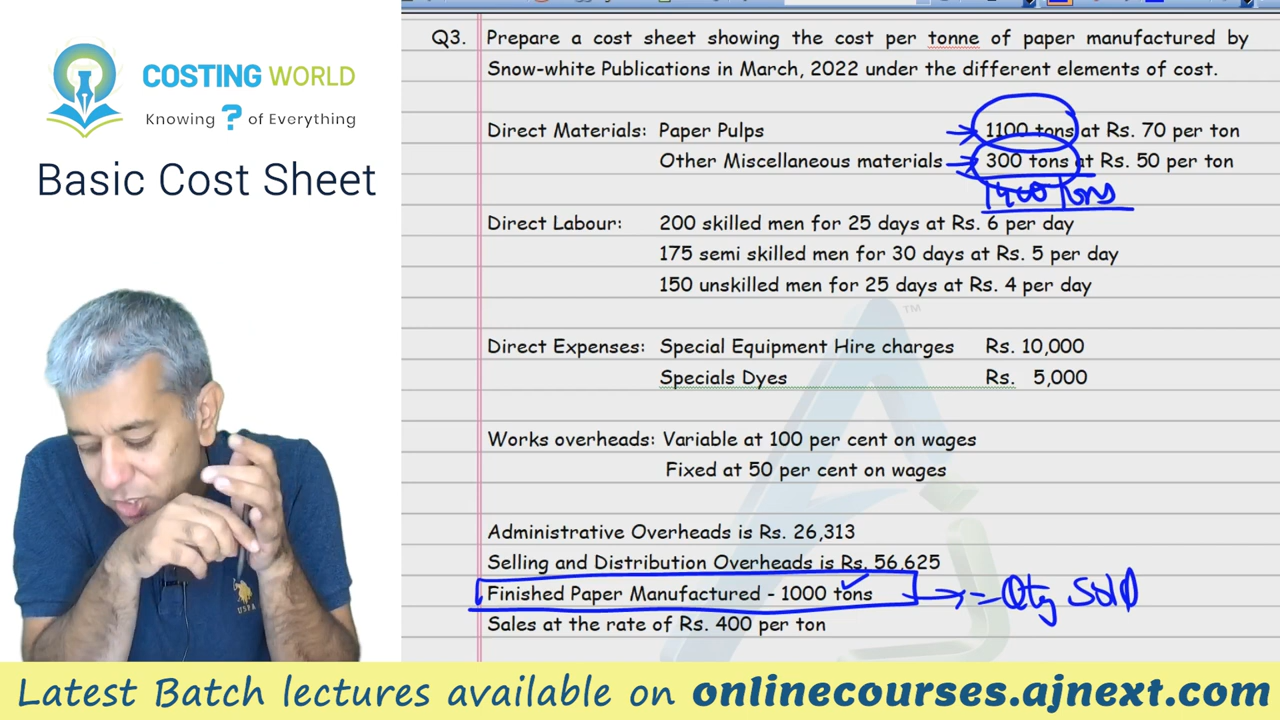 COSTING WORLD
Knowing ? of Everything
Basic Cost Sheet
Q3. Prepare a cost sheet showing the cost per tonne of paper manufactured by
Snow-white Publications in March, 2022 under the different elements of cost.
Direct Materials: Paper Pulps 1100 tons at Rs. 70 per ton
Other Miscellaneous materials 300 tons at Rs. 50 per ton
1400 Tons
Direct Labour: 200 skilled men for 25 days at Rs. 6 per day
175 semi skilled men for 30 days at Rs. 5 per day
150 unskilled men for 25 days at Rs. 4 per day
TM
Direct Expenses: Special Equipment Hire charges Rs. 10,000
Specials Dyes Rs. 5,000
Works overheads: Variable at 100 per cent on wages
Fixed at 50 per cent on wages
Administrative Overheads is Rs. 26,313
Selling and Distribution Overheads is Rs. 56,625
Finished Paper Manufactured - 1000 tons = Qty Sold
Sales at the rate of Rs. 400 per ton
USPA
Latest Batch lectures available on onlinecourses.ajnext.com